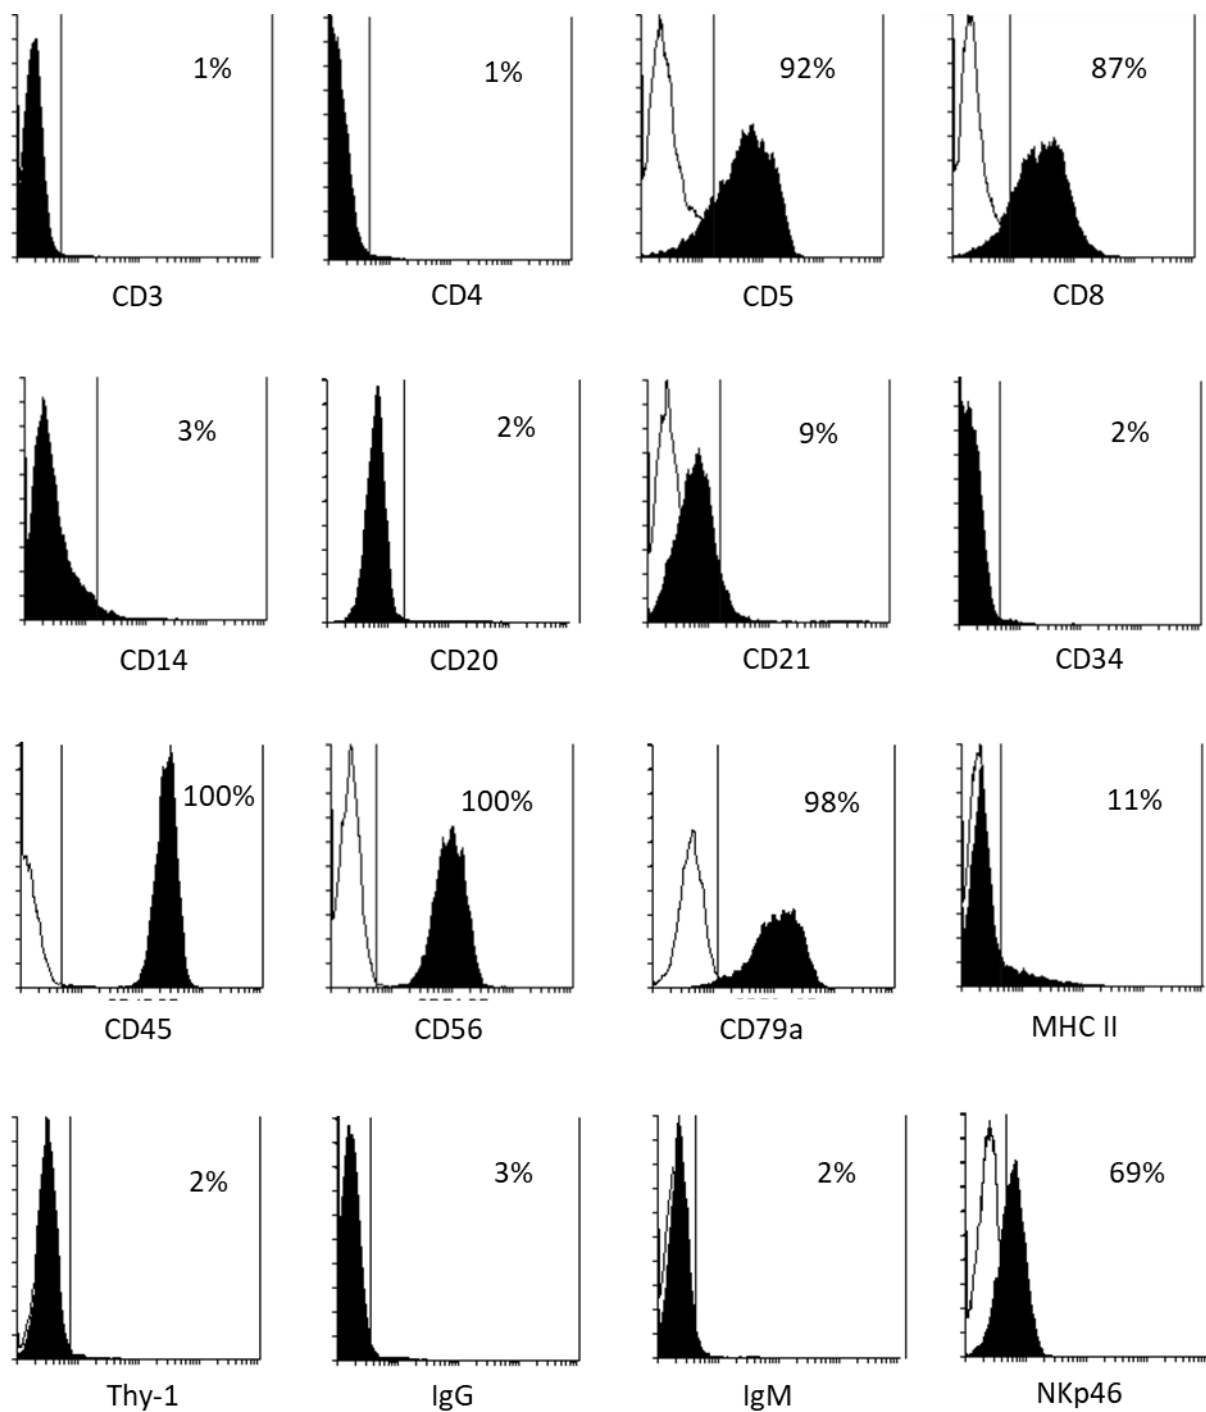 1% 1% 92% 87%
CD3 CD4 CD5 CD8
3% 2% 9% 2%
CD14 CD20 CD21 CD34
100% 100% 98% 11%
CD45 CD56 CD79a MHC II
2% 3% 2% 69%
Thy-1 IgG IgM NKp46